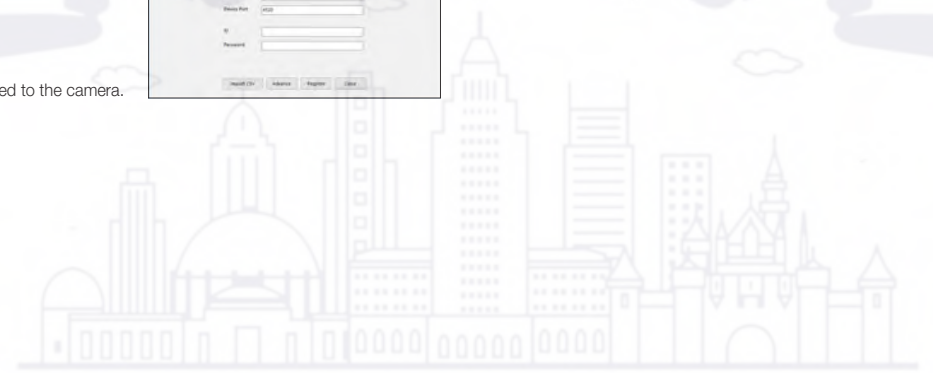 Device Port 4520
ID
Password
ed to the camera.
Import CSV Advance Register Close